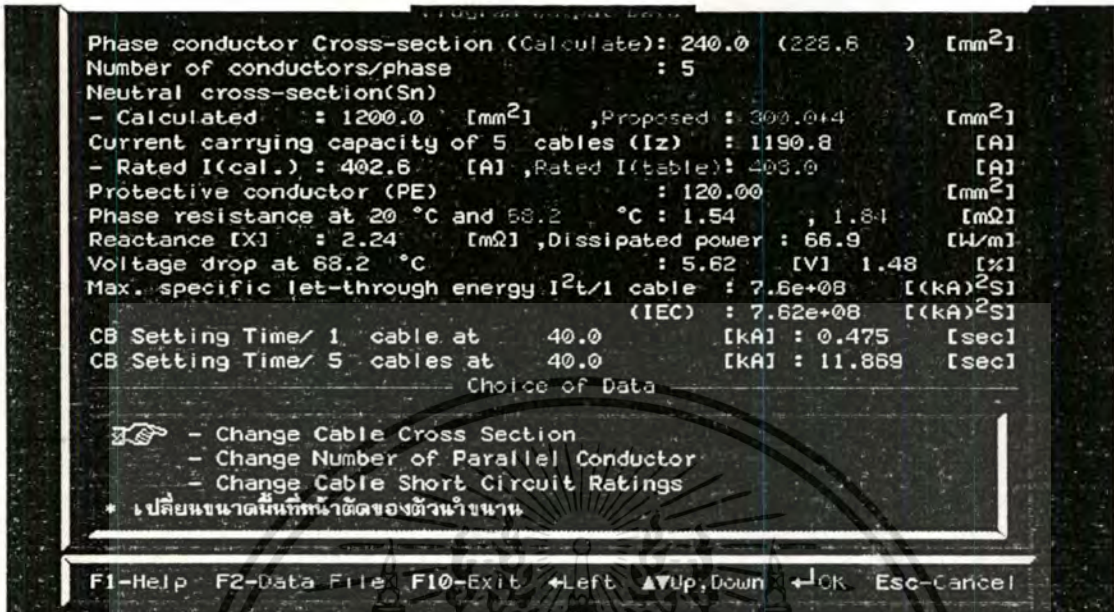 Program Output Data
Phase conductor Cross-section (Calculate): 240.0 (228.6 ) [mm²]
Number of conductors/phase : 5
Neutral cross-section(Sn)
- Calculated : 1200.0 [mm²] ,Proposed : 300.0*4 [mm²]
Current carrying capacity of 5 cables (Iz) : 1190.8 [A]
- Rated I(cal.) : 402.6 [A] ,Rated I(table): 403.0 [A]
Protective conductor (PE) : 120.00 [mm²]
Phase resistance at 20 °C and 68.2 °C : 1.54 , 1.84 [mΩ]
Reactance [X] : 2.24 [mΩ] ,Dissipated power : 66.9 [W/m]
Voltage drop at 68.2 °C : 5.62 [V] 1.48 [%]
Max. specific let-through energy I²t/1 cable : 7.6e+08 [(kA)²S]
(IEC) : 7.62e+08 [(kA)²S]
CB Setting Time/ 1 cable at 40.0 [kA] : 0.475 [sec]
CB Setting Time/ 5 cables at 40.0 [kA] : 11.869 [sec]
Choice of Data
- Change Cable Cross Section
- Change Number of Parallel Conductor
- Change Cable Short Circuit Ratings
* เปลี่ยนขนาดพื้นที่หน้าตัดของตัวนำขนาน
F1-Help F2-Data File F10-Exit ←Left ▲▼Up,Down ↵OK Esc-Cancel